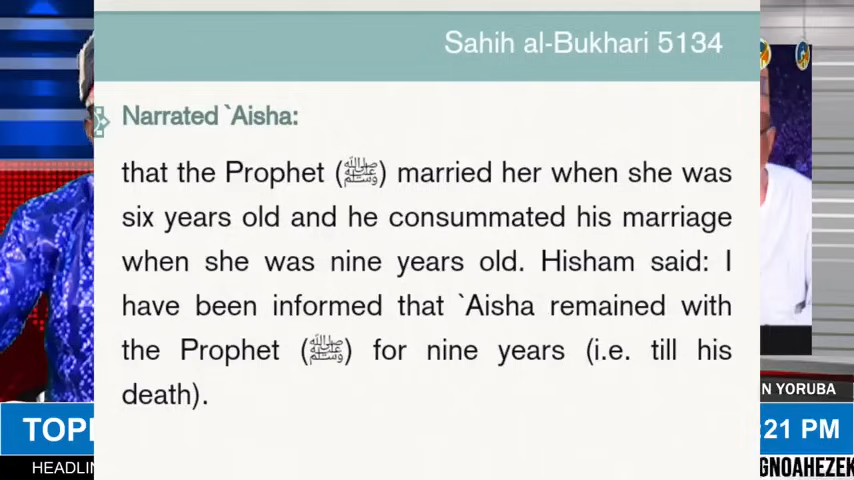 Sahih al-Bukhari 5134
Narrated `Aisha:
that the Prophet (ﷺ) married her when she was
six years old and he consummated his marriage
when she was nine years old. Hisham said: I
have been informed that `Aisha remained with
the Prophet (ﷺ) for nine years (i.e. till his
death).
N YORUBA
TOPI
:21 PM
HEADLIN
GNOAHEZEK